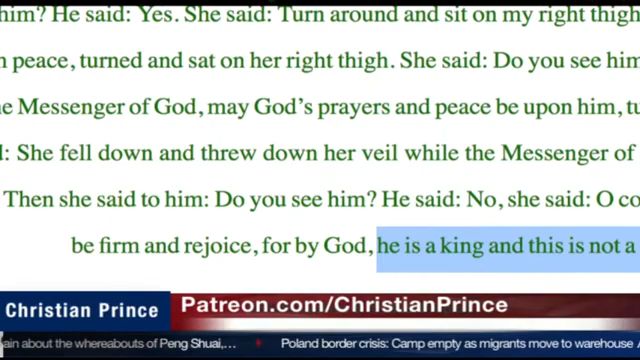 him? He said: Yes. She said: Turn around and sit on my right thigh
peace, turned and sat on her right thigh. She said: Do you see him
Messenger of God, may God's prayers and peace be upon him,
She fell down and threw down her veil while the Messenger of
Then she said to him: Do you see him? He said: No, she said: O
be firm and rejoice, for by God, he is a king and this is not a
Christian Prince
Patreon.com/ChristianPrince
about the whereabouts of Peng Shuai,...
Poland border crisis: Camp empty as migrants move to warehouse